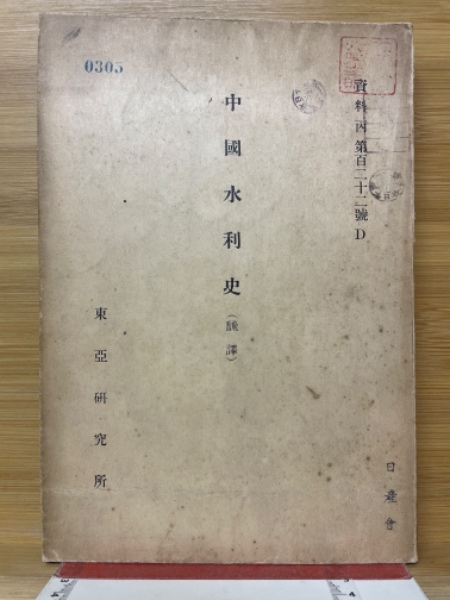 0305
資料丙第百二十二號D
中國水利史
(飜譯)
東亞研究所
日產會